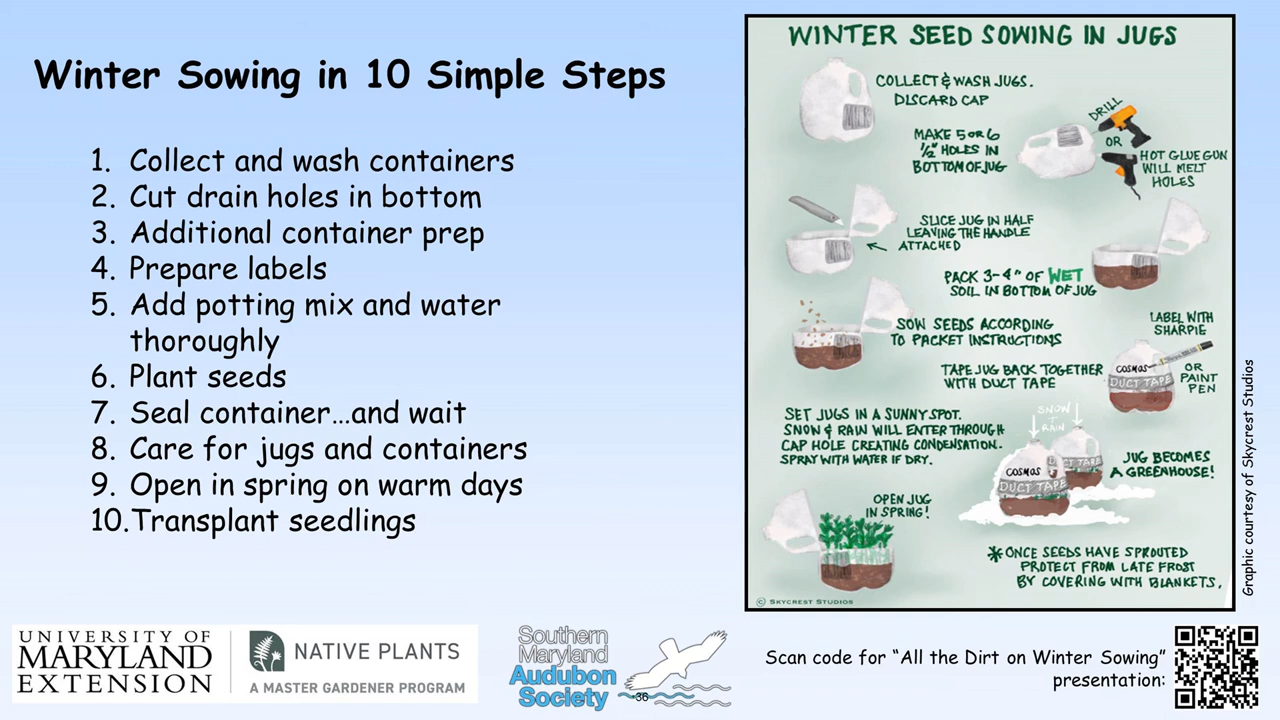 Winter Sowing in 10 Simple Steps
1. Collect and wash containers
2. Cut drain holes in bottom
3. Additional container prep
4. Prepare labels
5. Add potting mix and water
thoroughly
6. Plant seeds
7. Seal container...and wait
8. Care for jugs and containers
9. Open in spring on warm days
10.Transplant seedlings
WINTER SEED SOWING IN JUGS
COLLECT & WASH JUGS.
DISCARD CAP
MAKE 5 OR 6
1/2" HOLES IN
BOTTOM OF JUG
DRILL
OR
HOT GLUE GUN
WILL MELT
HOLES
SLICE JUG IN HALF
LEAVING THE HANDLE
ATTACHED
PACK 3-4" OF WET
SOIL IN BOTTOM OF JUG
SOW SEEDS ACCORDING
TO PACKET INSTRUCTIONS
LABEL WITH
SHARPIE
OR
PAINT
PEN
TAPE JUG BACK TOGETHER
WITH DUCT TAPE
COSMOS
DUCT TAPE
SET JUGS IN A SUNNY SPOT.
SNOW & RAIN WILL ENTER THROUGH
CAP HOLE CREATING CONDENSATION.
SPRAY WITH WATER IF DRY.
SNOW
&
RAIN
COSMOS
DUCT TAPE
DUCT TAPE
JUG BECOMES
A GREENHOUSE!
OPEN JUG
IN SPRING!
*ONCE SEEDS HAVE SPROUTED
PROTECT FROM LATE FROST
BY COVERING WITH BLANKETS.
© SKYCREST STUDIOS
Graphic courtesy of Skycrest Studios
UNIVERSITY OF
MARYLAND
EXTENSION
NATIVE PLANTS
A MASTER GARDENER PROGRAM
Southern
Maryland
Audubon
Society
36
Scan code for “All the Dirt on Winter Sowing”
presentation: